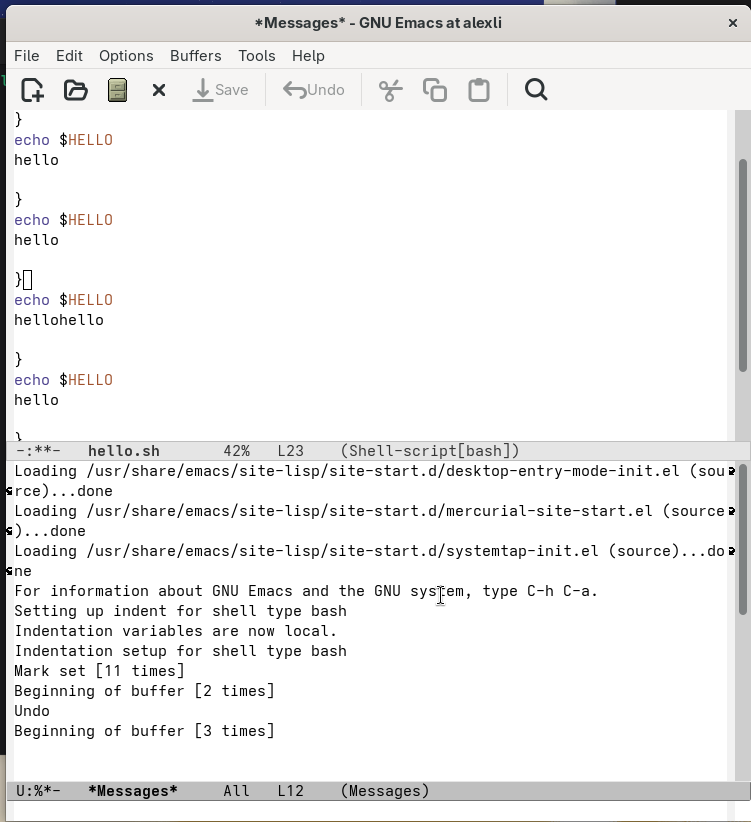 *Messages* - GNU Emacs at alexli
File Edit Options Buffers Tools Help
Save Undo
}
echo $HELLO
hello
}
echo $HELLO
hello
}
echo $HELLO
hellohello
}
echo $HELLO
hello
}
-:**- hello.sh 42% L23 (Shell-script[bash])
Loading /usr/share/emacs/site-lisp/site-start.d/desktop-entry-mode-init.el (sou
rce)...done
Loading /usr/share/emacs/site-lisp/site-start.d/mercurial-site-start.el (source
)...done
Loading /usr/share/emacs/site-lisp/site-start.d/systemtap-init.el (source)...do
ne
For information about GNU Emacs and the GNU system, type C-h C-a.
Setting up indent for shell type bash
Indentation variables are now local.
Indentation setup for shell type bash
Mark set [11 times]
Beginning of buffer [2 times]
Undo
Beginning of buffer [3 times]
U:%*- *Messages* All L12 (Messages)